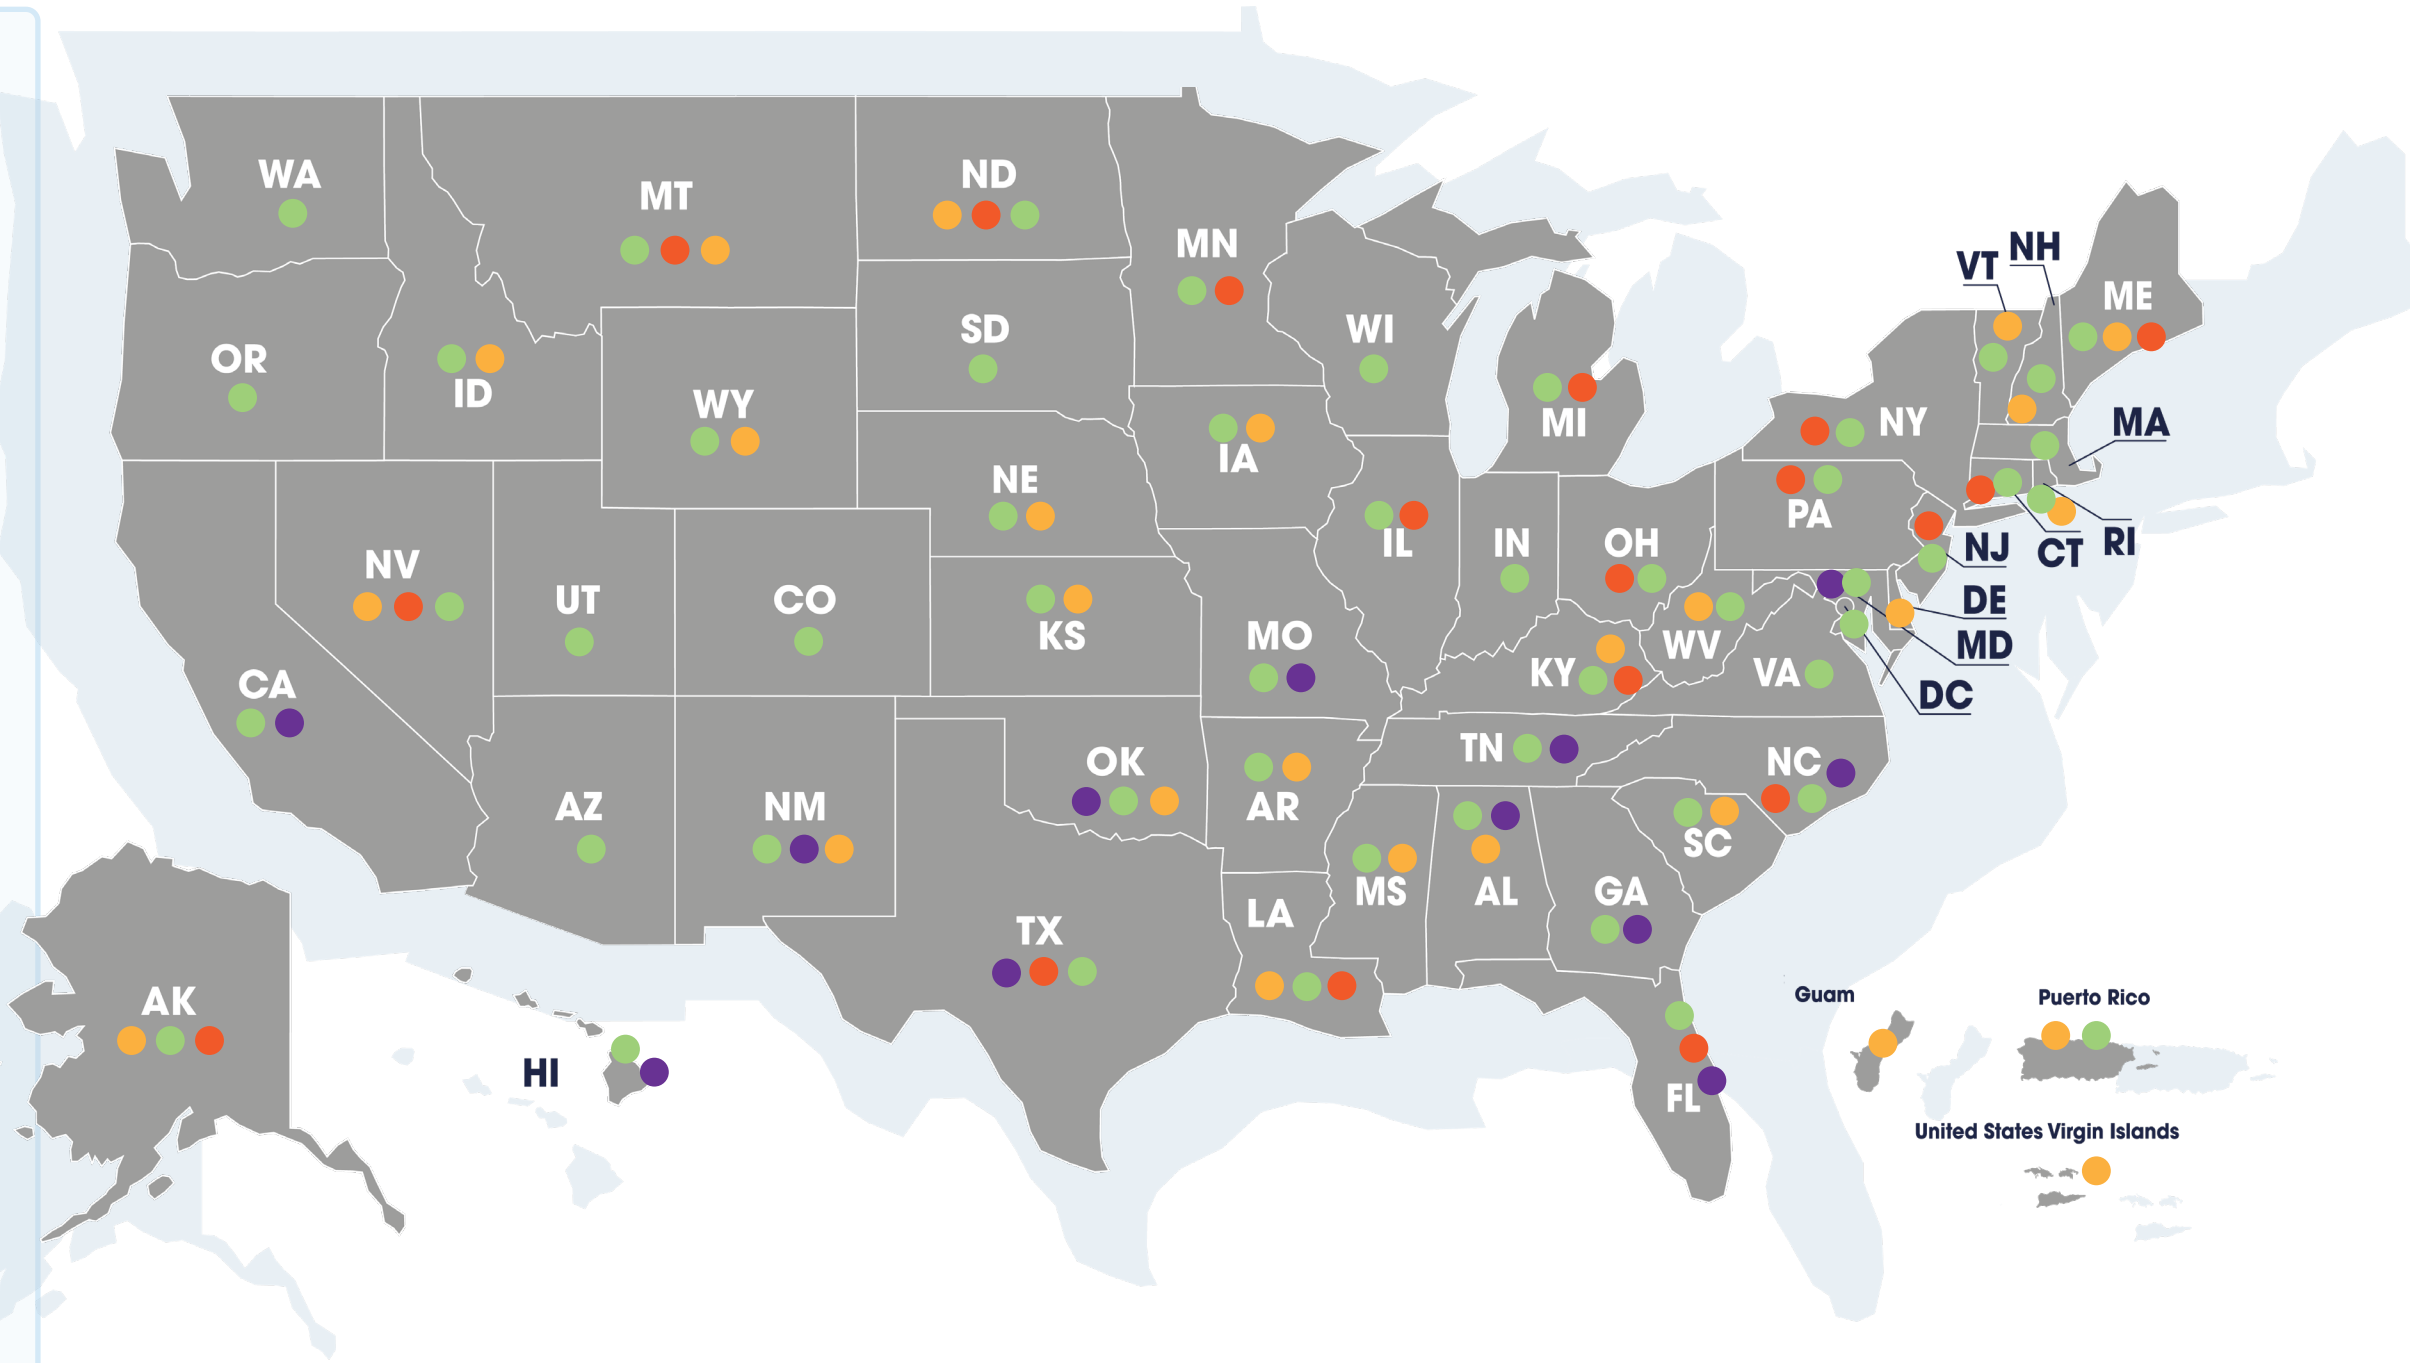 WA
MT
ND
MN
NH
VT
ME
SD
WI
OR
ID
WY
MI
NY
MA
IA
NE
PA
IL
IN
OH
NJ
CT
RI
NV
UT
CO
KS
MO
WV
DE
MD
KY
VA
DC
CA
TN
NC
OK
AZ
NM
AR
SC
MS
AL
GA
LA
TX
AK
Guam
Puerto Rico
HI
FL
United States Virgin Islands